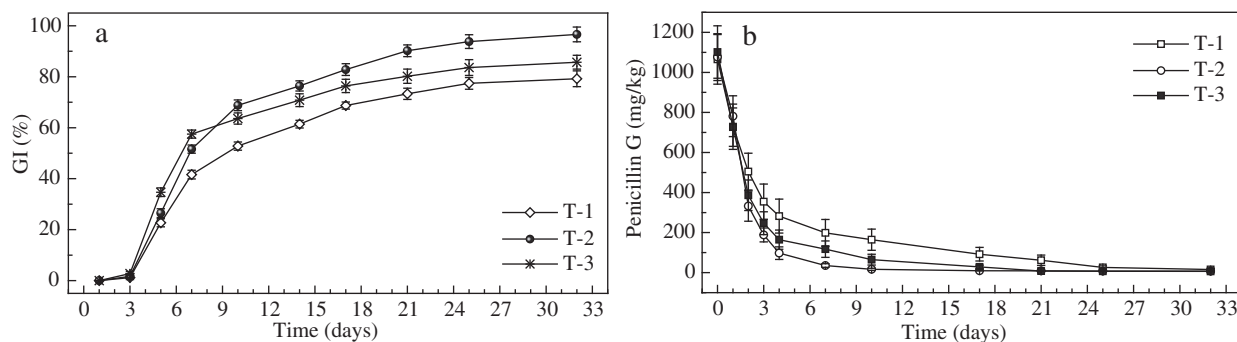 a
100
80
60
40
20
0
GI (%)
T-1
T-2
T-3
0 3 6 9 12 15 18 21 24 27 30 33
Time (days)
b
1200
1000
800
600
400
200
0
Penicillin G (mg/kg)
T-1
T-2
T-3
0 3 6 9 12 15 18 21 24 27 30 33
Time (days)